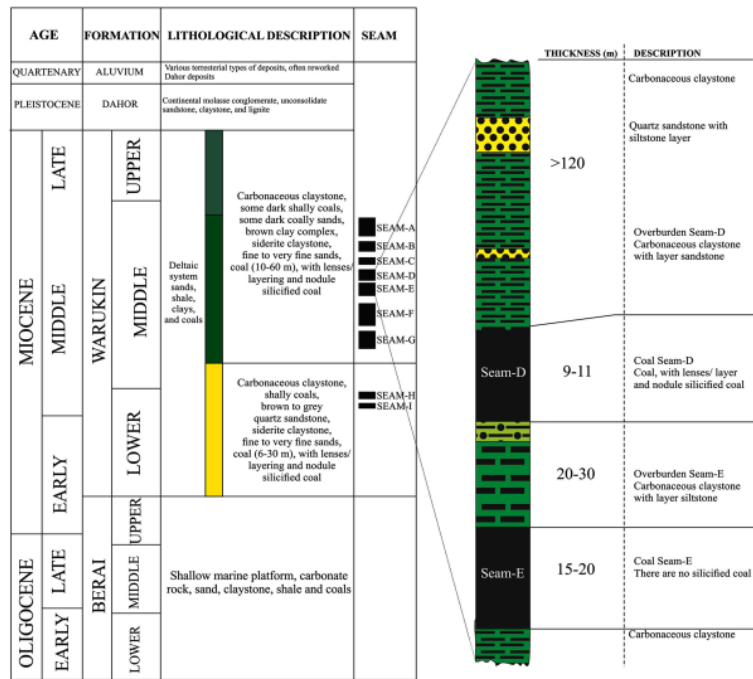 AGE
FORMATION
LITHOLOGICAL DESCRIPTION
SEAM
QUARTENARY
ALUVIUM
Various terresterial types of deposits, often reworked
Dahor deposits
PLEISTOCENE
DAHOR
Continental molasse conglomerate, unconsolidate
sandstone, claystone, and lignite
MIOCENE
LATE
MIDDLE
EARLY
WARUKIN
UPPER
MIDDLE
LOWER
Deltaic
system
sands,
shale,
clays,
and coals
Carbonaceous claystone,
some dark shally coals,
some dark coally sands,
brown clay complex,
siderite claystone,
fine to very fine sands,
coal (10-60 m), with lenses/
layering and nodule
silicified coal
SEAM-A
SEAM-B
SEAM-C
SEAM-D
SEAM-E
SEAM-F
SEAM-G
Carbonaceous claystone,
shally coals,
brown to grey
quartz sandstone,
siderite claystone,
fine to very fine sands,
coal (6-30 m), with lenses/
layering and nodule
silicified coal
SEAM-H
SEAM-I
OLIGOCENE
LATE
EARLY
BERAI
UPPER
MIDDLE
LOWER
Shallow marine platform, carbonate
rock, sand, claystone, shale and coals
THICKNESS (m)
DESCRIPTION
Carbonaceous claystone
Quartz sandstone with
siltstone layer
>120
Overburden Seam-D
Carbonaceous claystone
with layer sandstone
Seam-D
9-11
Coal Seam-D
Coal, with lenses/ layer
and nodule silicified coal
20-30
Overburden Seam-E
Carbonaceous claystone
with layer siltstone
Seam-E
15-20
Coal Seam-E
There are no silicified coal
Carbonaceous claystone